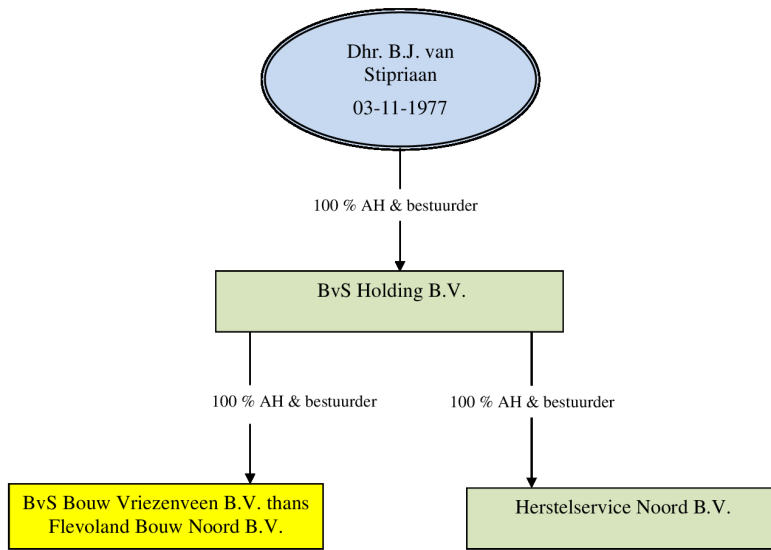 Dhr. B.J. van
Stipriaan
03-11-1977
100 % AH & bestuurder
BvS Holding B.V.
100 % AH & bestuurder
100 % AH & bestuurder
BvS Bouw Vriezenveen B.V. thans
Flevoland Bouw Noord B.V.
Herstelservice Noord B.V.